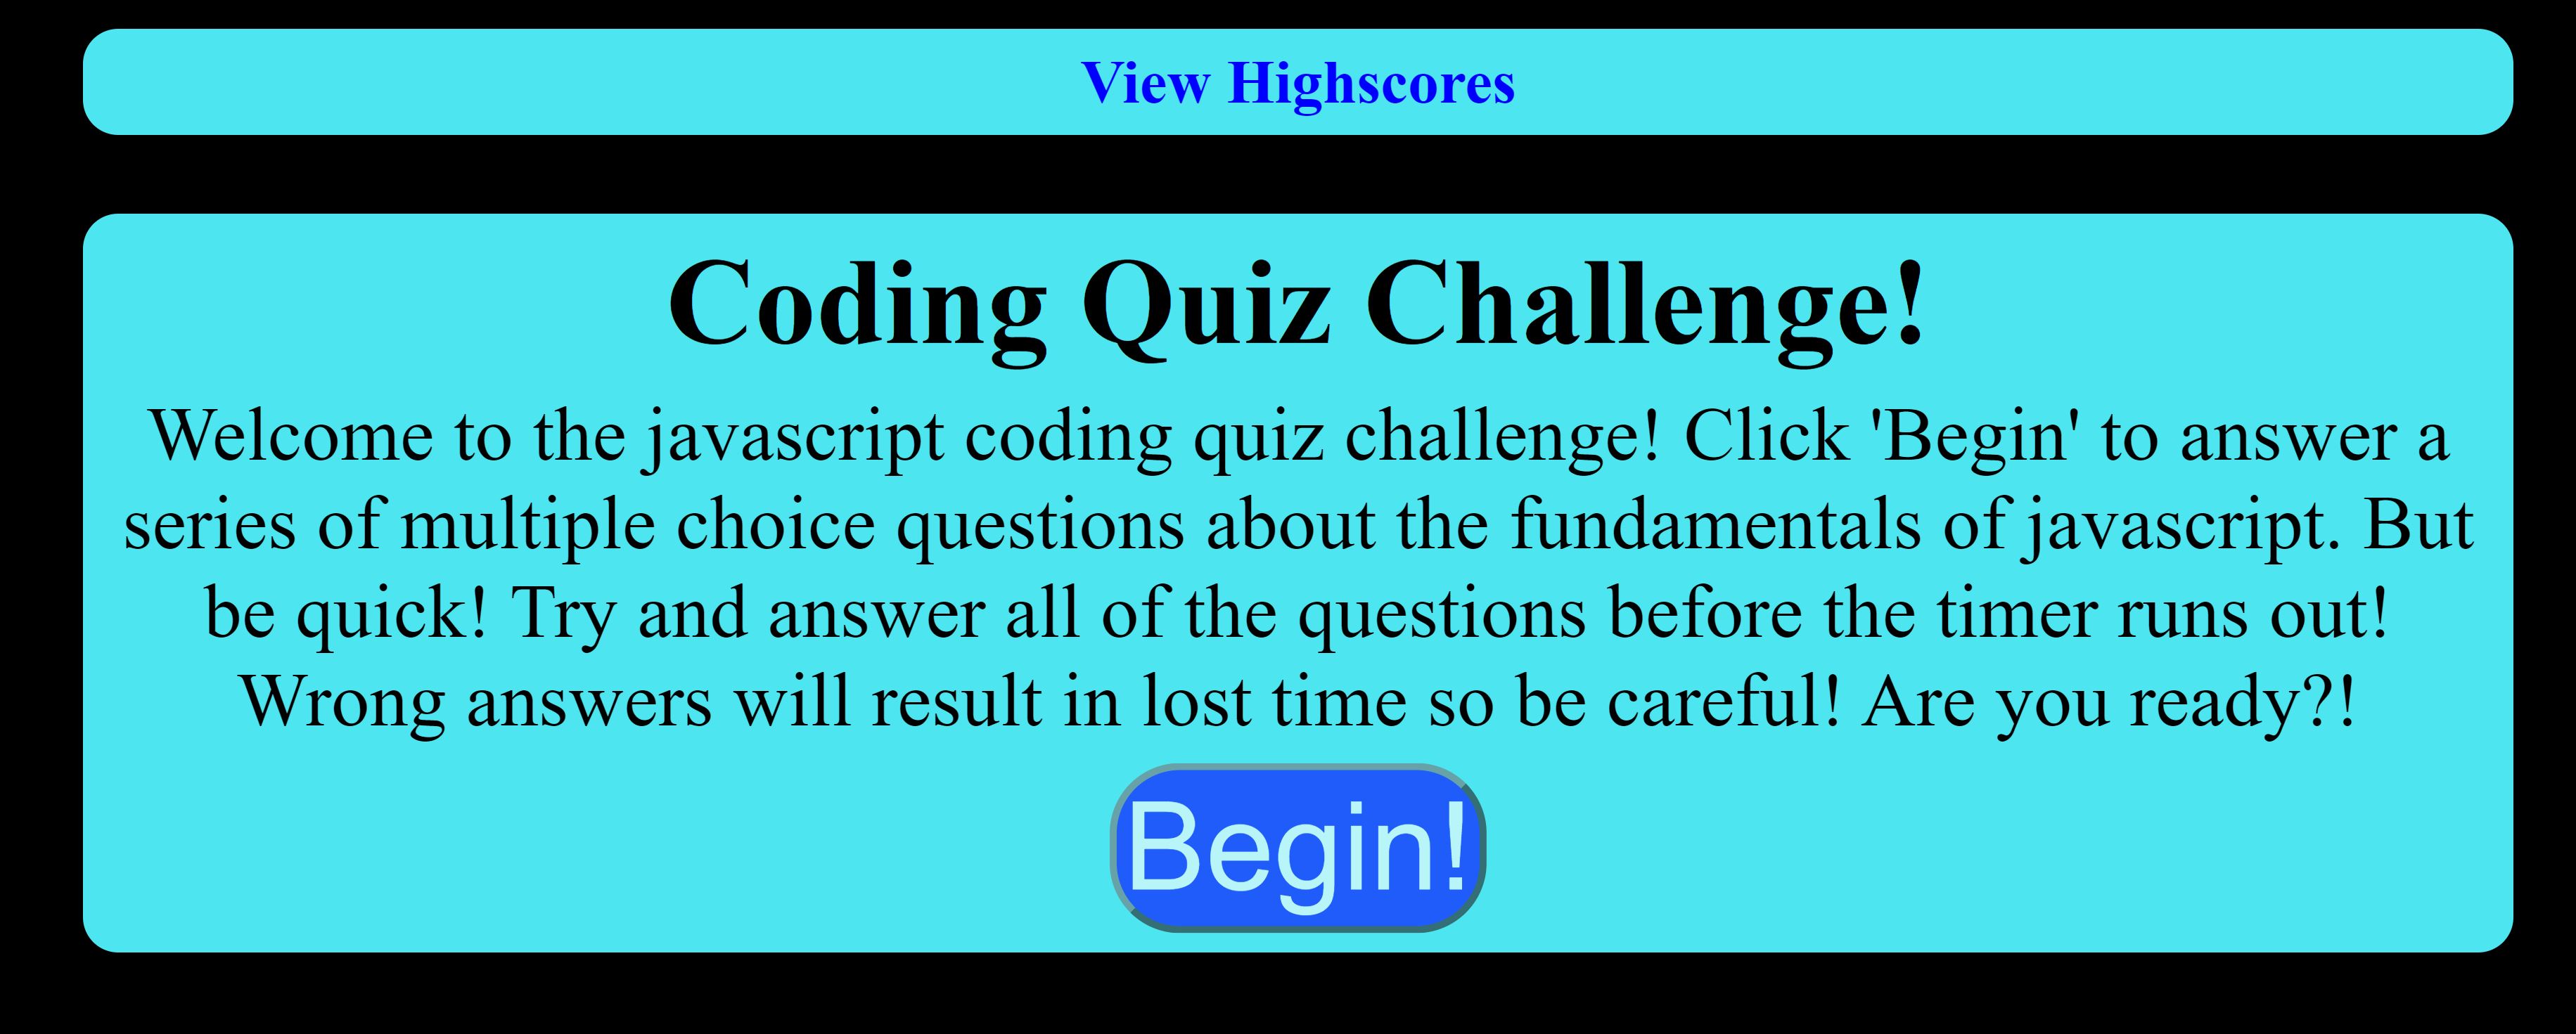 View Highscores
Coding Quiz Challenge!
Welcome to the javascript coding quiz challenge! Click 'Begin' to answer a
series of multiple choice questions about the fundamentals of javascript. But
be quick! Try and answer all of the questions before the timer runs out!
Wrong answers will result in lost time so be careful! Are you ready?!
Begin!